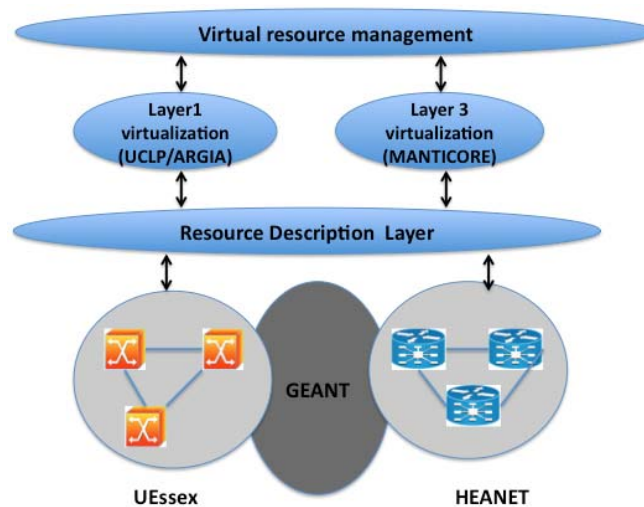 Virtual resource management
Layer1
virtualization
(UCLP/ARGIA)
Layer 3
virtualization
(MANTICORE)
Resource Description Layer
GEANT
UEssex
HEANET